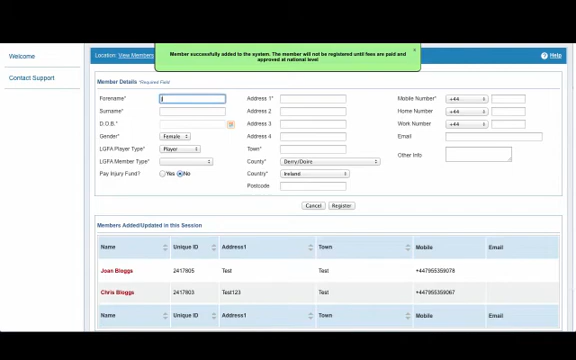 Welcome
Contact Support
Location: View Members
Help
Member successfully added to the system. The member will not be registered until fees are paid and
approved at national level
x
Member Details *Required Field
Forename*
Surname*
D.O.B.*
Gender* Female
LGFA Player Type* Player
LGFA Member Type*
Pay Injury Fund? Yes No
Address 1*
Address 2
Address 3
Address 4
Town*
County* Derry/Doire
Country* Ireland
Postcode
Mobile Number* +44
Home Number +44
Work Number +44
Email
Other Info
Cancel Register
Members Added/Updated in this Session
Name Unique ID Address1 Town Mobile Email
Joan Bloggs 2417805 Test Test +447955359078
Chris Bloggs 2417803 Test123 Test +447955359067
Name Unique ID Address1 Town Mobile Email